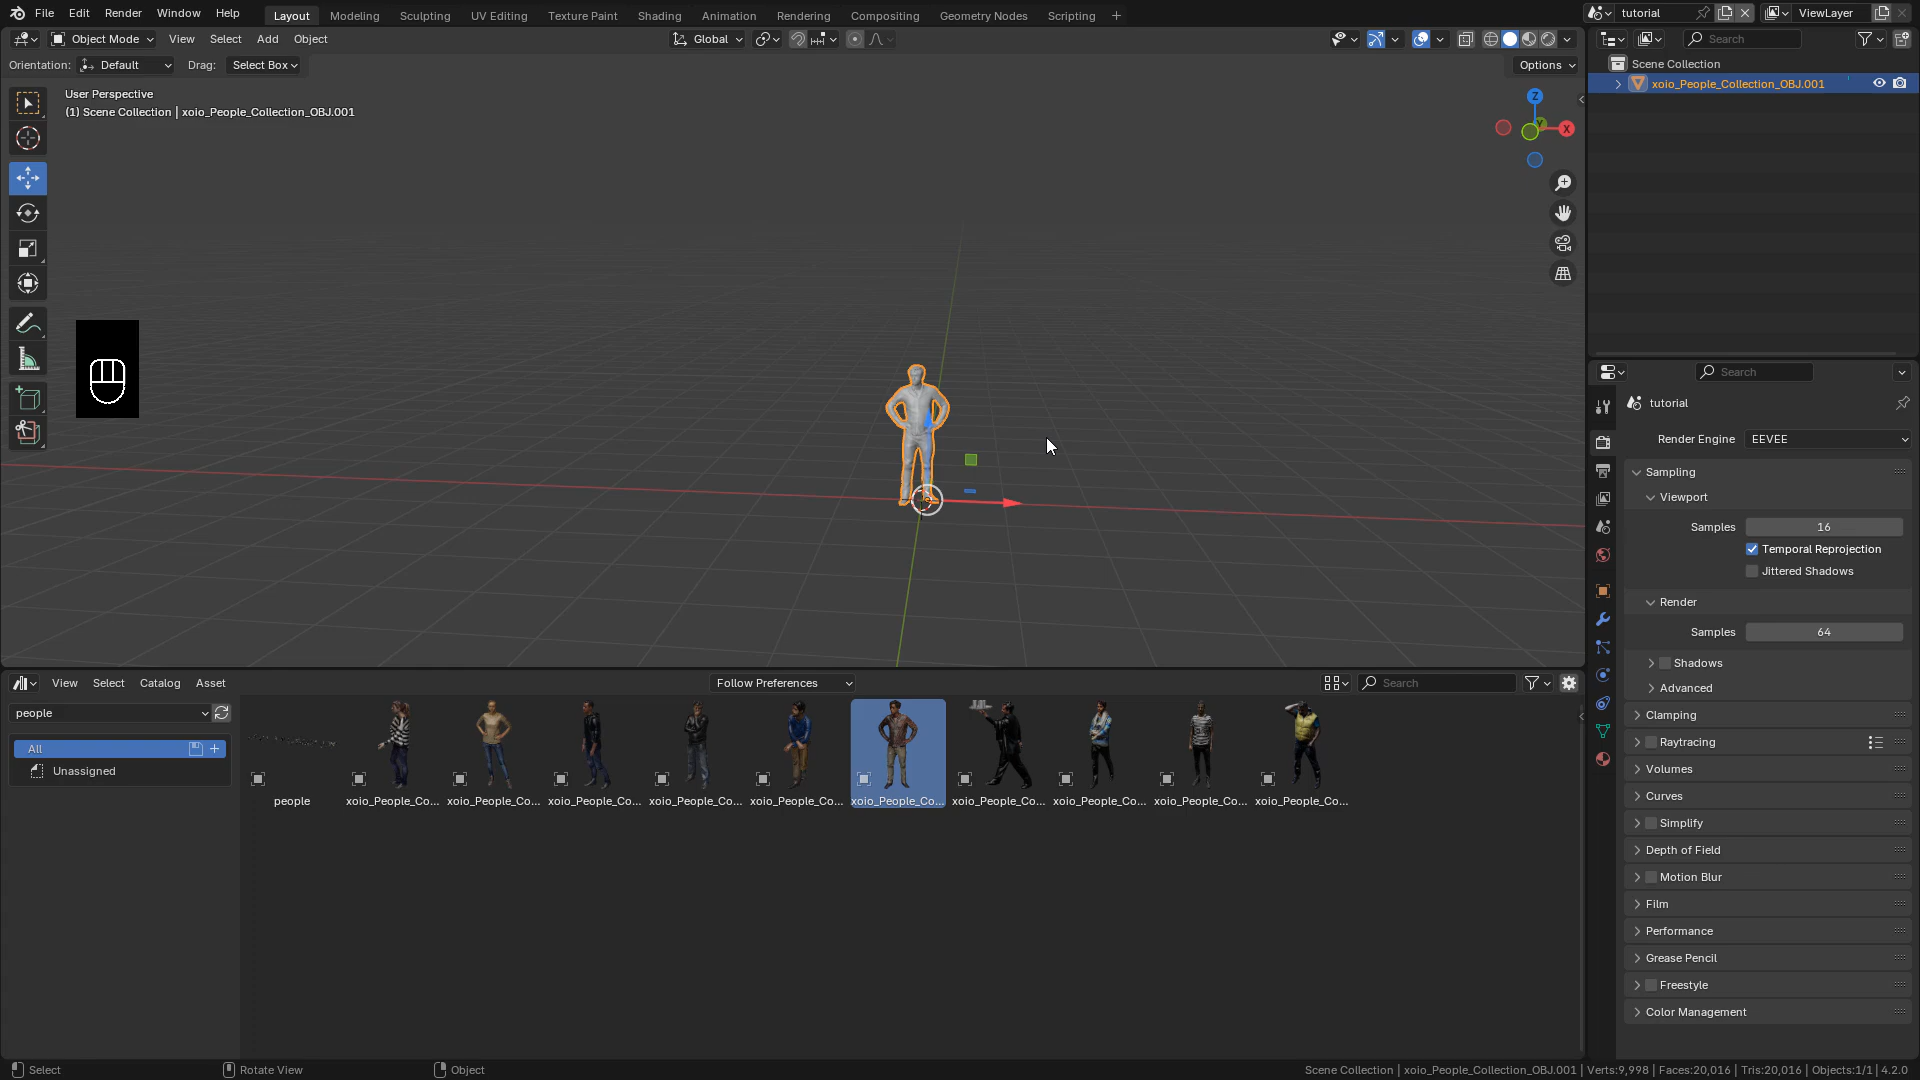 File Edit Render Window Help
Layout Modeling Sculpting UV Editing Texture Paint Shading Animation Rendering Compositing Geometry Nodes Scripting +
tutorial
ViewLayer
Object Mode View Select Add Object
Global
Search
Orientation: Default Drag: Select Box
Options
Scene Collection
xoio_People_Collection_OBJ.001
User Perspective
(1) Scene Collection | xoio_People_Collection_OBJ.001
Z
Y
X
Search
tutorial
Render Engine EEVEE
Sampling
Viewport
Samples 16
Temporal Reprojection
Jittered Shadows
Render
Samples 64
Shadows
Advanced
Clamping
Raytracing
Volumes
Curves
Simplify
Depth of Field
Motion Blur
Film
Performance
Grease Pencil
Freestyle
Color Management
View Select Catalog Asset
Follow Preferences
Search
people
All
Unassigned
people
xoio_People_Co...
xoio_People_Co...
xoio_People_Co...
xoio_People_Co...
xoio_People_Co...
xoio_People_Co...
xoio_People_Co...
xoio_People_Co...
xoio_People_Co...
xoio_People_Co...
Select
Rotate View
Object
Scene Collection | xoio_People_Collection_OBJ.001 | Verts:9,998 | Faces:20,016 | Tris:20,016 | Objects:1/1 | 4.2.0